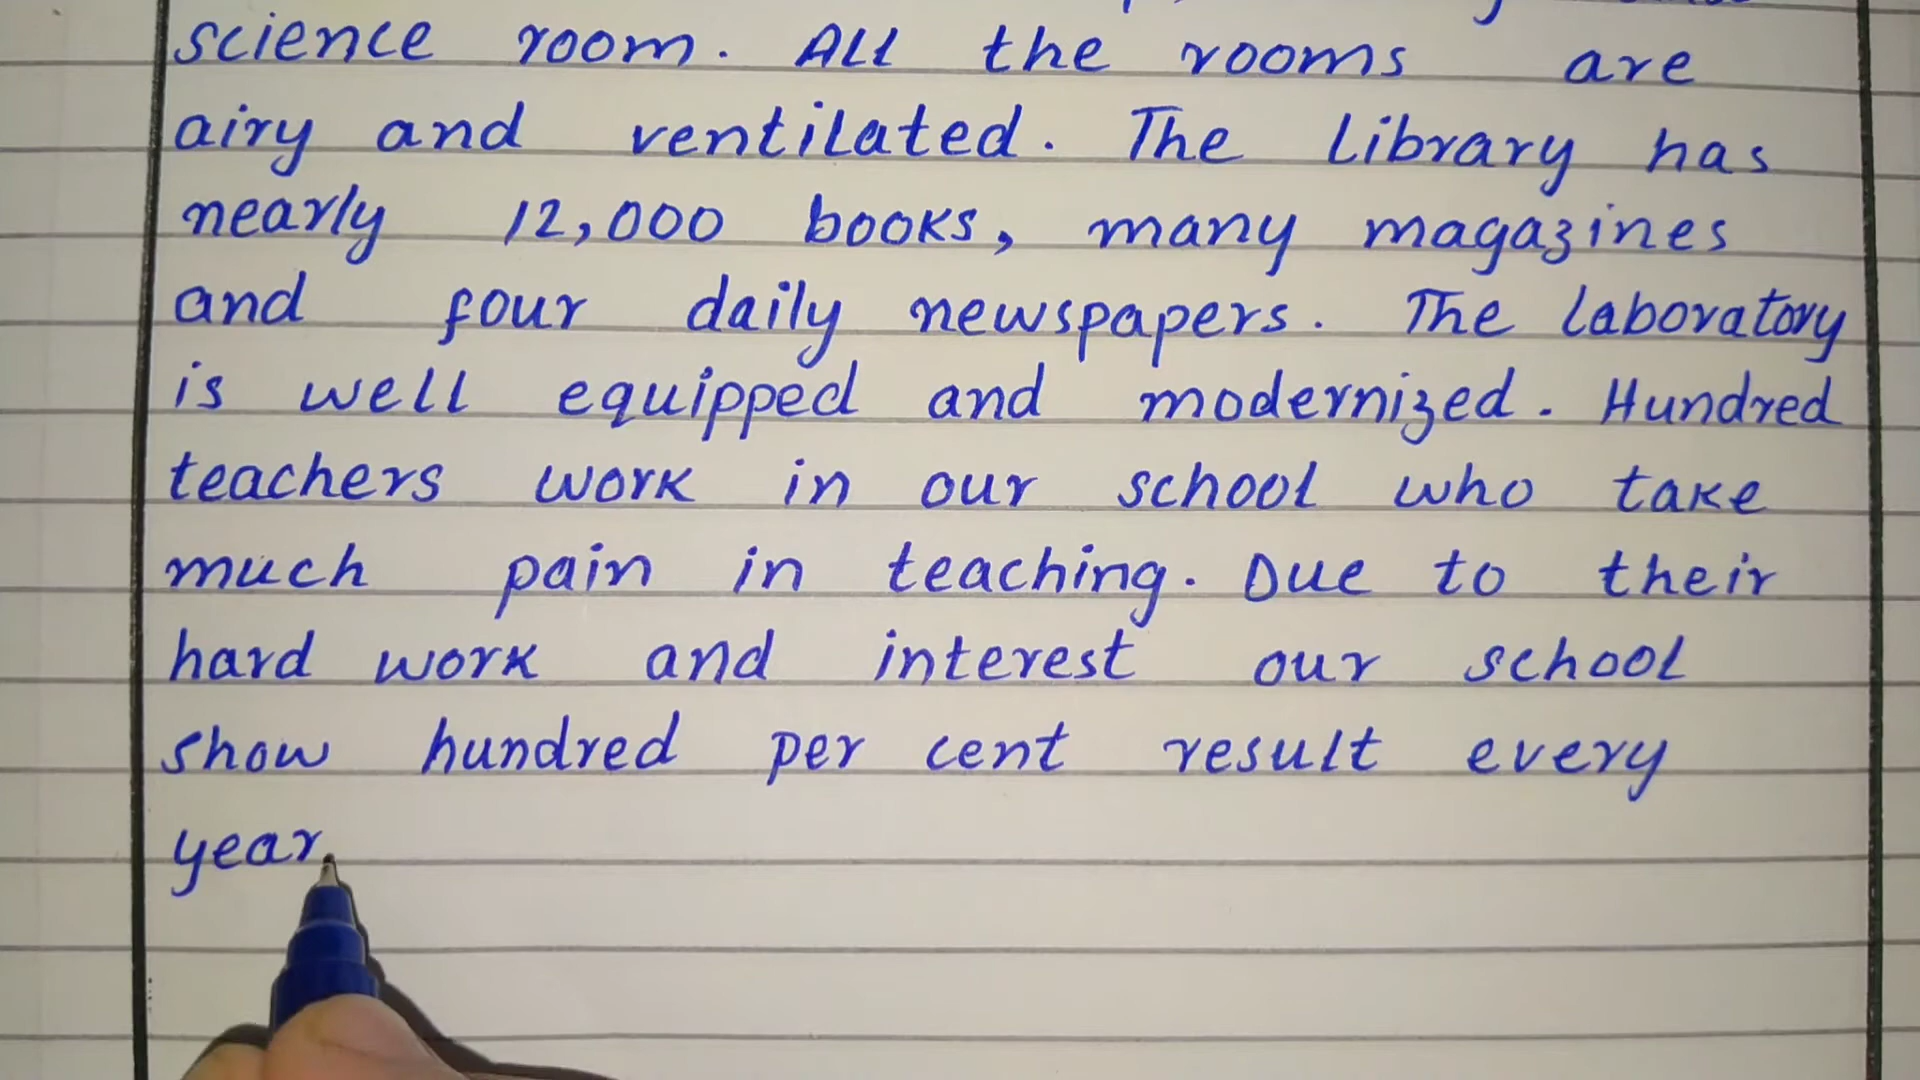 science room. All the rooms are
airy and ventilated. The library has
nearly 12,000 books, many magazines
and four daily newspapers. The laboratory
is well equipped and modernized. Hundred
teachers work in our school who take
much pain in teaching. Due to their
hard work and interest our school
show hundred per cent result every
year.